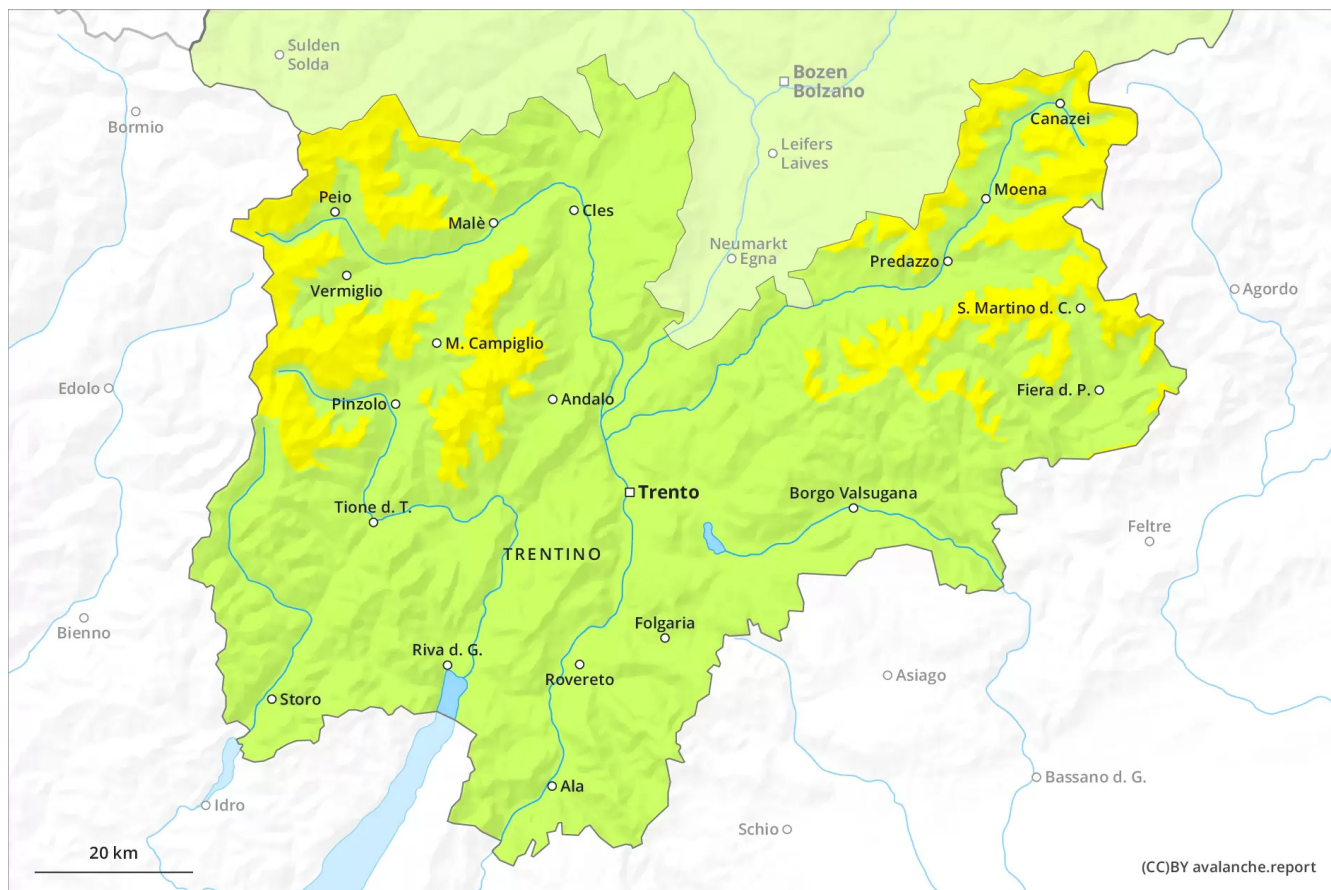 Sulden
Solda
Bozen
Bolzano
Bormio
Canazei
Leifers
Laives
Peio
Moena
Malè
Cles
Neumarkt
Egna
Predazzo
Vermiglio
Agordo
S. Martino d. C.
M. Campiglio
Edolo
Pinzolo
Andalo
Fiera d. P.
Trento
Borgo Valsugana
Tione d. T.
Feltre
TRENTINO
Bienno
Folgaria
Riva d. G.
Rovereto
Asiago
Storo
Bassano d. G.
Ala
Idro
Schio
20 km
(CC)BY avalanche.report